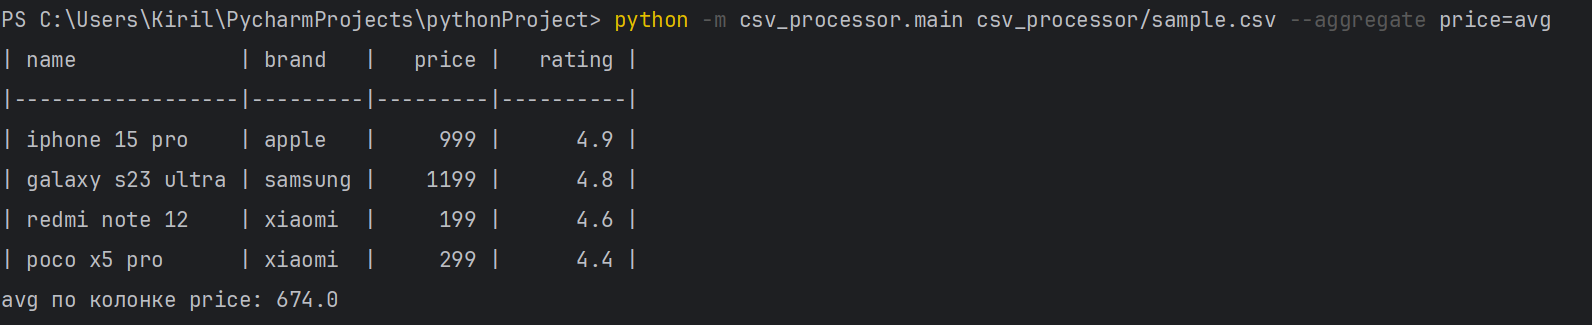 PS C:\Users\Kiril\PycharmProjects\pythonProject> python -m csv_processor.main csv_processor/sample.csv --aggregate price=avg
| name             | brand   |   price |   rating |
|------------------|---------|---------|----------|
| iphone 15 pro    | apple   |     999 |      4.9 |
| galaxy s23 ultra | samsung |    1199 |      4.8 |
| redmi note 12    | xiaomi  |     199 |      4.6 |
| poco x5 pro      | xiaomi  |     299 |      4.4 |
avg по колонке price: 674.0